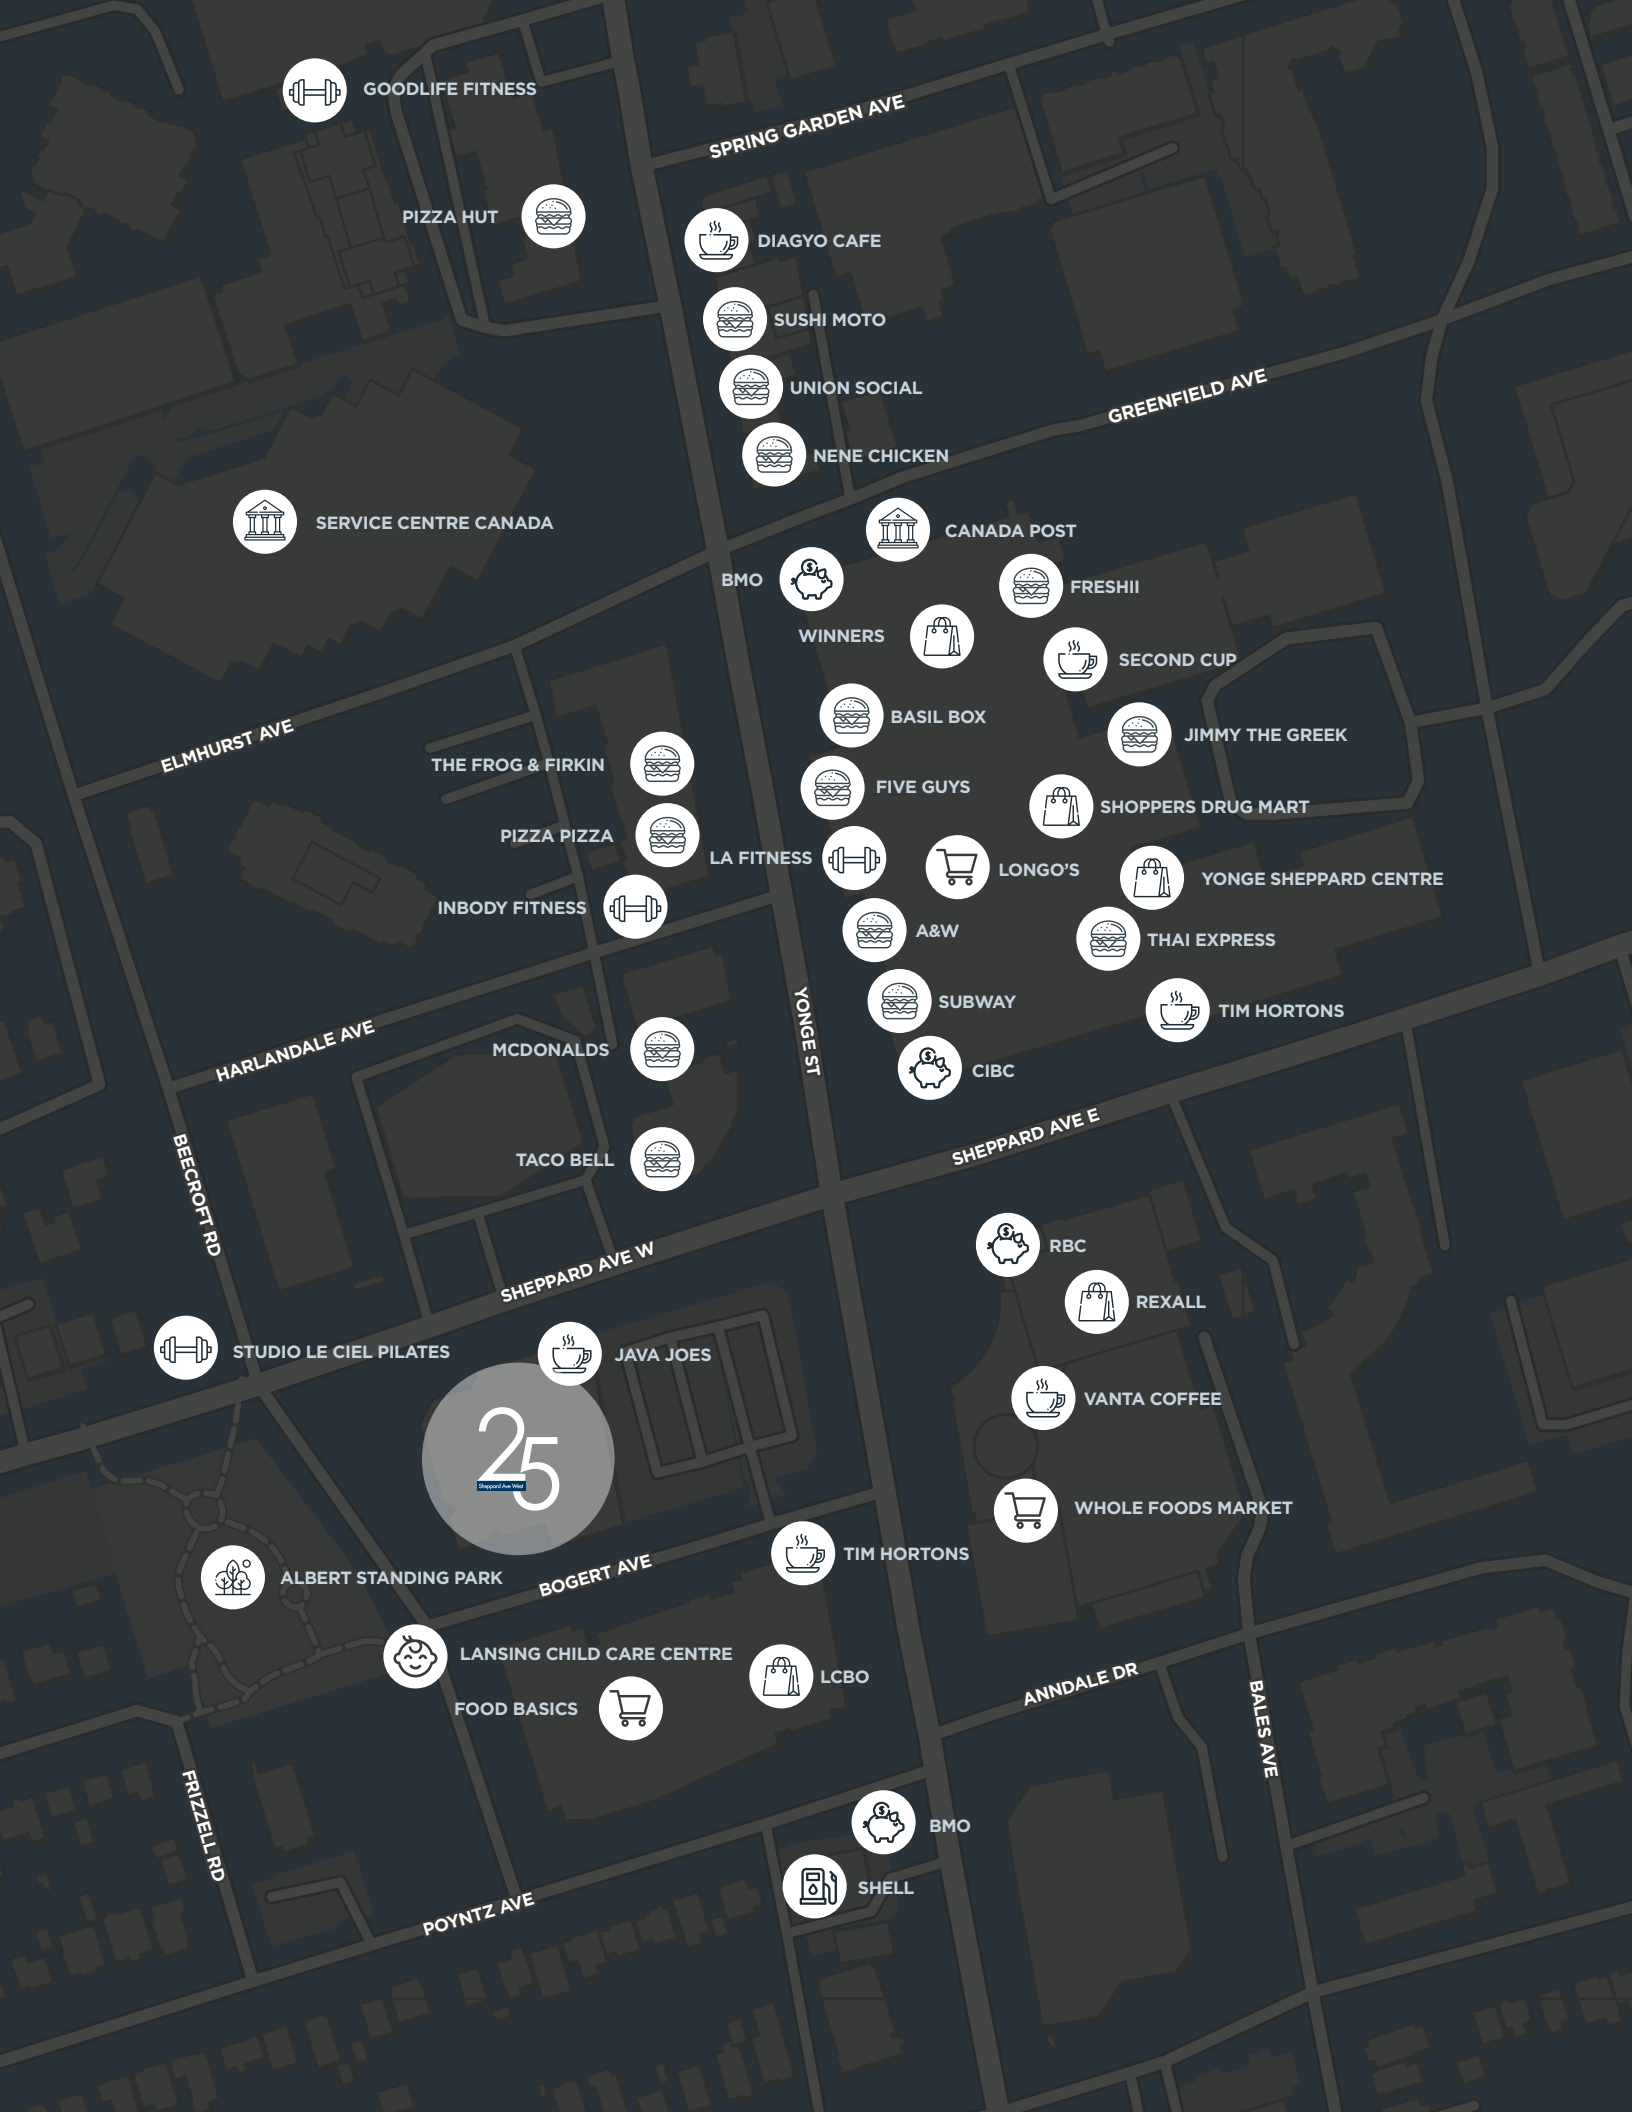 GOODLIFE FITNESS
SPRING GARDEN AVE
PIZZA HUT
DIAGYO CAFE
SUSHI MOTO
UNION SOCIAL
GREENFIELD AVE
NENE CHICKEN
SERVICE CENTRE CANADA
CANADA POST
BMO
FRESHII
WINNERS
SECOND CUP
BASIL BOX
JIMMY THE GREEK
ELMHURST AVE
THE FROG & FIRKIN
FIVE GUYS
SHOPPERS DRUG MART
PIZZA PIZZA
LA FITNESS
LONGO'S
YONGE SHEPPARD CENTRE
INBODY FITNESS
A&W
THAI EXPRESS
SUBWAY
TIM HORTONS
YONGE ST
HARLANDALE AVE
MCDONALDS
CIBC
SHEPPARD AVE E
TACO BELL
BEECROFT RD
RBC
SHEPPARD AVE W
REXALL
STUDIO LE CIEL PILATES
JAVA JOES
VANTA COFFEE
25
Sheppard Ave West
WHOLE FOODS MARKET
TIM HORTONS
ALBERT STANDING PARK
BOGERT AVE
LANSING CHILD CARE CENTRE
LCBO
ANNDALE DR
FOOD BASICS
BALES AVE
FRIZZELL RD
BMO
SHELL
POYNTZ AVE